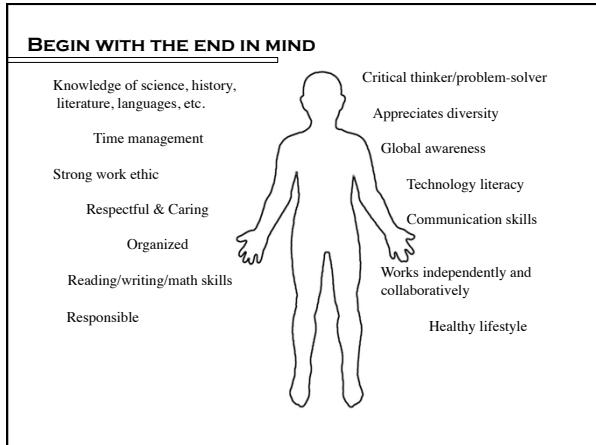 BEGIN WITH THE END IN MIND
Knowledge of science, history,
literature, languages, etc.
Time management
Strong work ethic
Respectful & Caring
Organized
Reading/writing/math skills
Responsible
Critical thinker/problem-solver
Appreciates diversity
Global awareness
Technology literacy
Communication skills
Works independently and
collaboratively
Healthy lifestyle